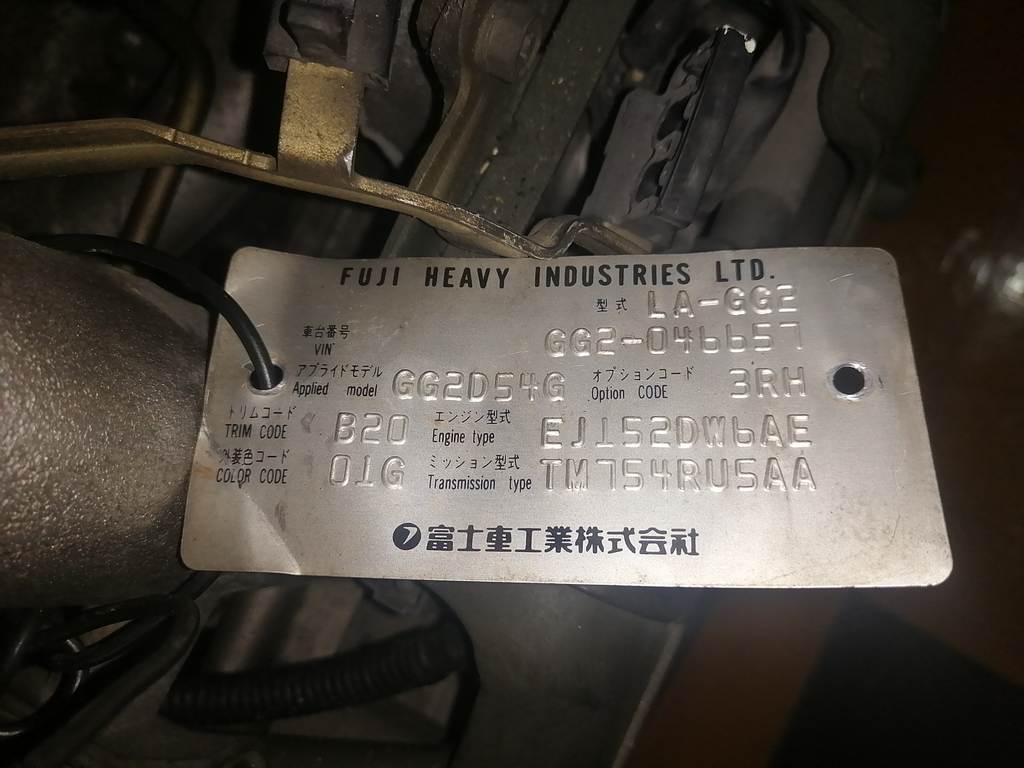 FUJI HEAVY INDUSTRIES LTD.
型式 LA-GG2
車台番号 VIN GG2-046657
アプライドモデル Applied model GG2D54G オプションコード Option CODE 3RH
トリムコード TRIM CODE B20 エンジン型式 Engine type EJ152DW6AE
外装色コード COLOR CODE 01G ミッション型式 Transmission type TM754RU5AA
フ 富士重工業株式会社